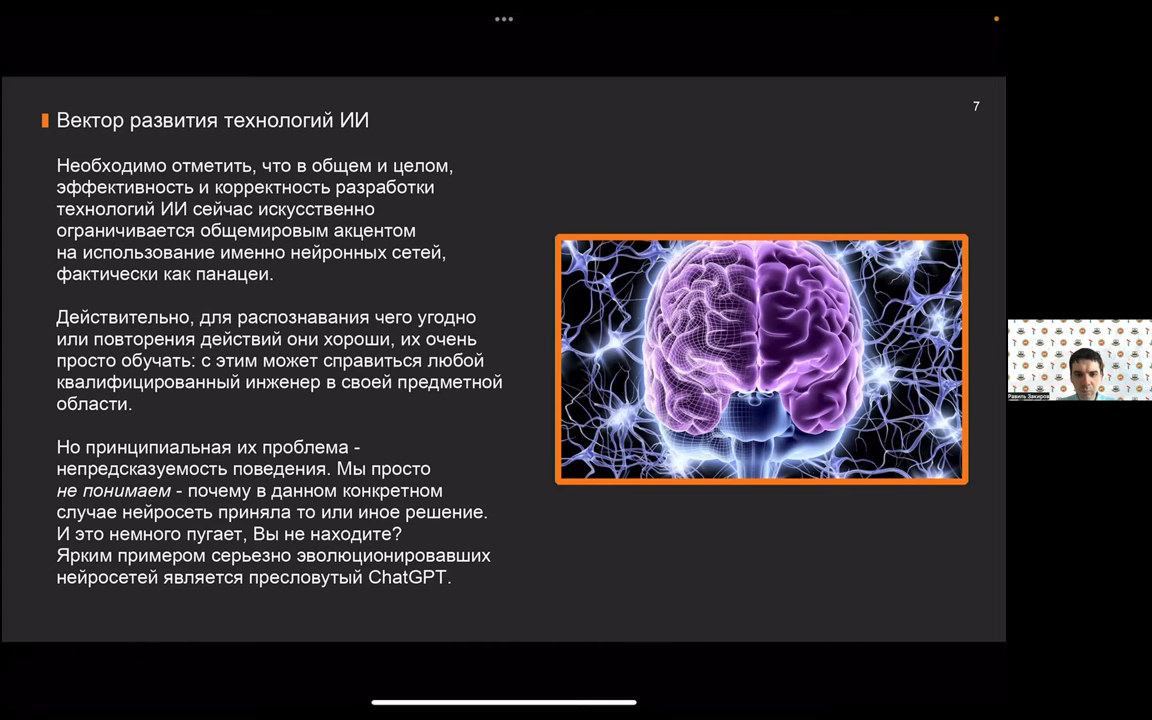 7
Вектор развития технологий ИИ
Необходимо отметить, что в общем и целом,
эффективность и корректность разработки
технологий ИИ сейчас искусственно
ограничивается общемировым акцентом
на использование именно нейронных сетей,
фактически как панацеи.
Действительно, для распознавания чего угодно
или повторения действий они хороши, их очень
просто обучать: с этим может справиться любой
квалифицированный инженер в своей предметной
области.
Но принципиальная их проблема -
непредсказуемость поведения. Мы просто
не понимаем - почему в данном конкретном
случае нейросеть приняла то или иное решение.
И это немного пугает, Вы не находите?
Ярким примером серьезно эволюционировавших
нейросетей является пресловутый ChatGPT.
Равиль Закиров